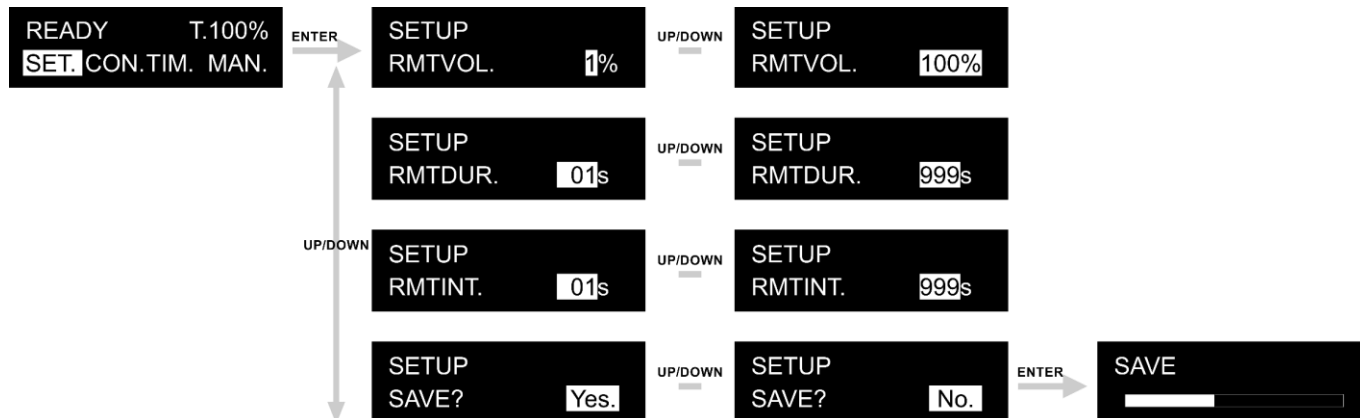 READY T.100%
SET. CON.TIM. MAN.
ENTER
SETUP
RMTVOL. 1%
UP/DOWN
SETUP
RMTVOL. 100%
SETUP
RMTDUR. 01s
UP/DOWN
SETUP
RMTDUR. 999s
UP/DOWN
SETUP
RMTINT. 01s
UP/DOWN
SETUP
RMTINT. 999s
SETUP
SAVE? Yes.
UP/DOWN
SETUP
SAVE? No.
ENTER
SAVE